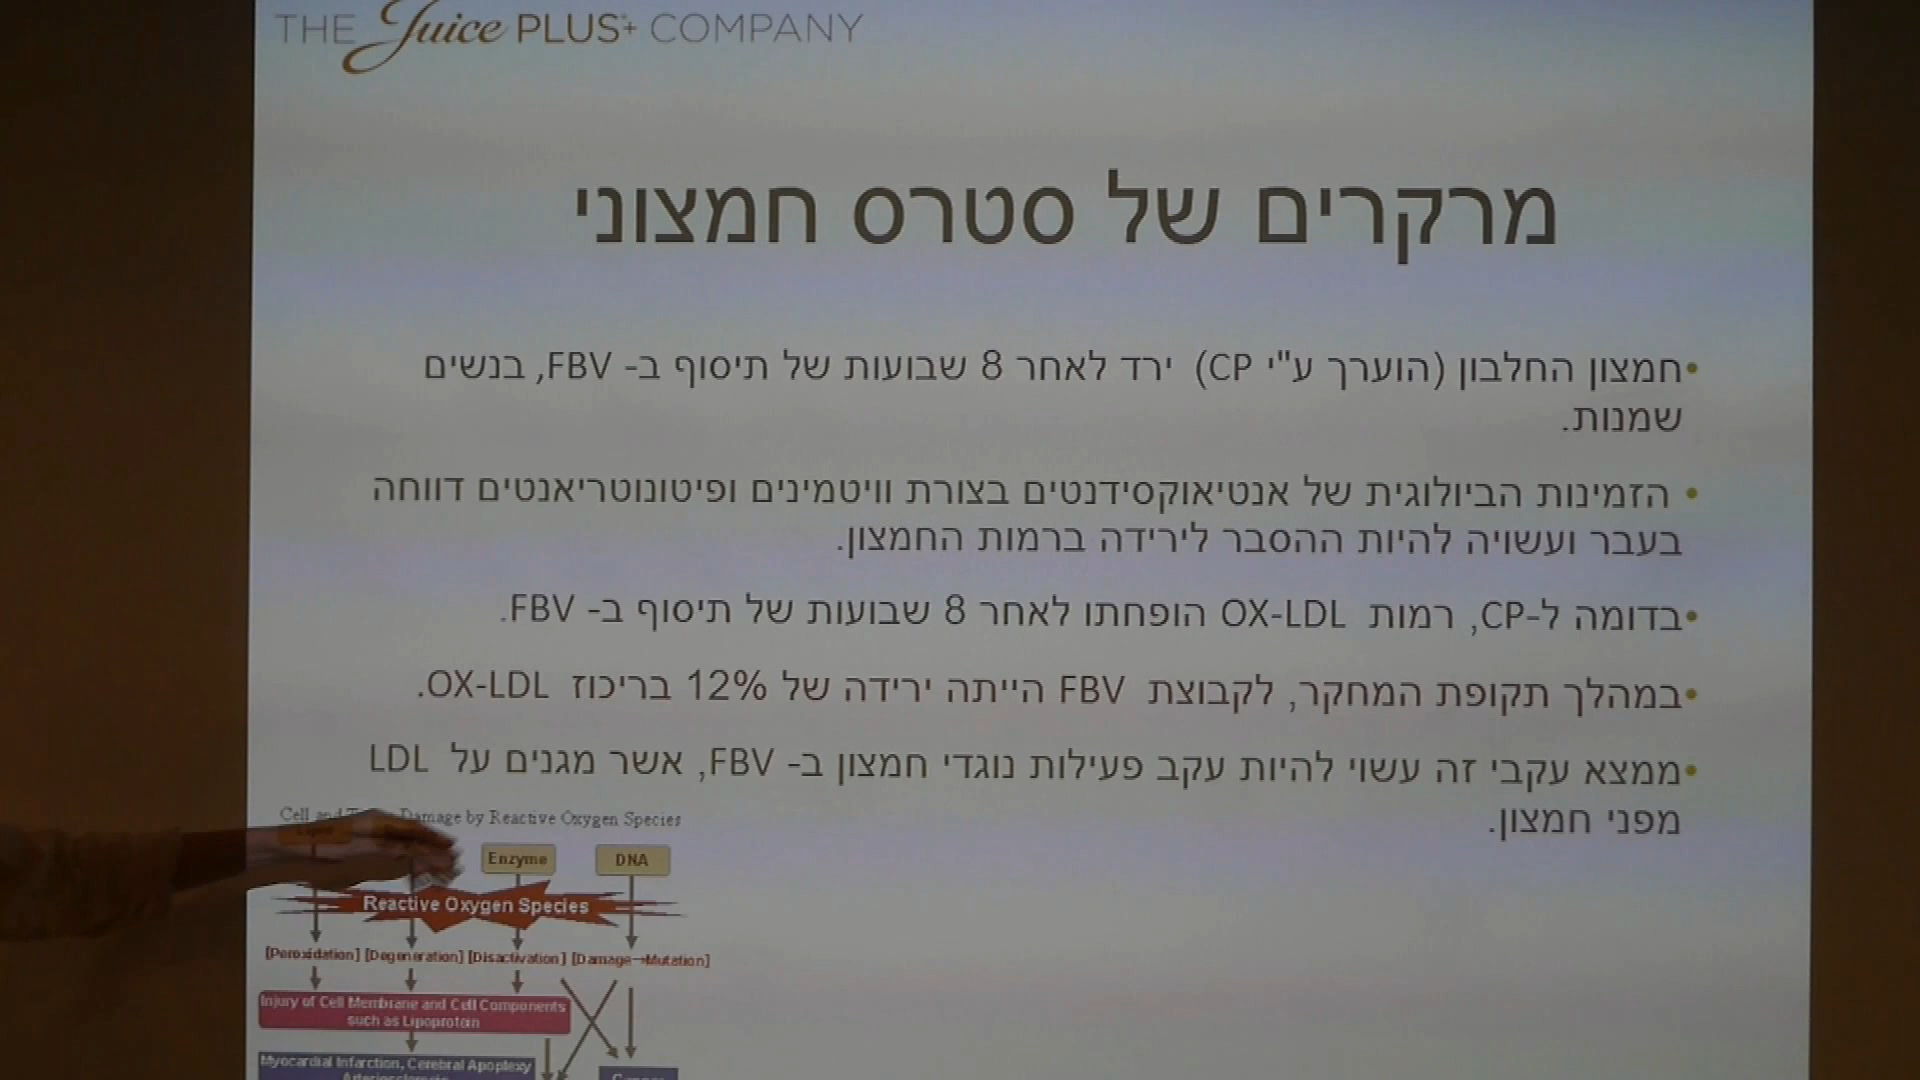 THE Juice PLUS+ COMPANY
מרקרים של סטרס חמצוני
•חמצון החלבון (הוערך ע"י CP) ירד לאחר 8 שבועות של תיסוף ב- FBV, בנשים
שמנות.
• הזמינות הביולוגית של אנטיאוקסידנטים בצורת וויטמינים ופיטונוטריאנטים דווחה
בעבר ועשויה להיות ההסבר לירידה ברמות החמצון.
•בדומה ל-CP, רמות OX-LDL הופחתו לאחר 8 שבועות של תיסוף ב- FBV.
•במהלך תקופת המחקר, לקבוצת FBV הייתה ירידה של 12% בריכוז OX-LDL.
•ממצא עקבי זה עשוי להיות עקב פעילות נוגדי חמצון ב- FBV, אשר מגנים על LDL
מפני חמצון.
Cell and Damage by Reactive Oxygen Species
Enzyme DNA
Reactive Oxygen Species
[Peroxidation] [Degeneration] [Disactivation] [Damage→Mutation]
Injury of Cell Membrane and Cell Components
such as Lipoprotein
Myocardial Infarction, Cerebral Apoplexy